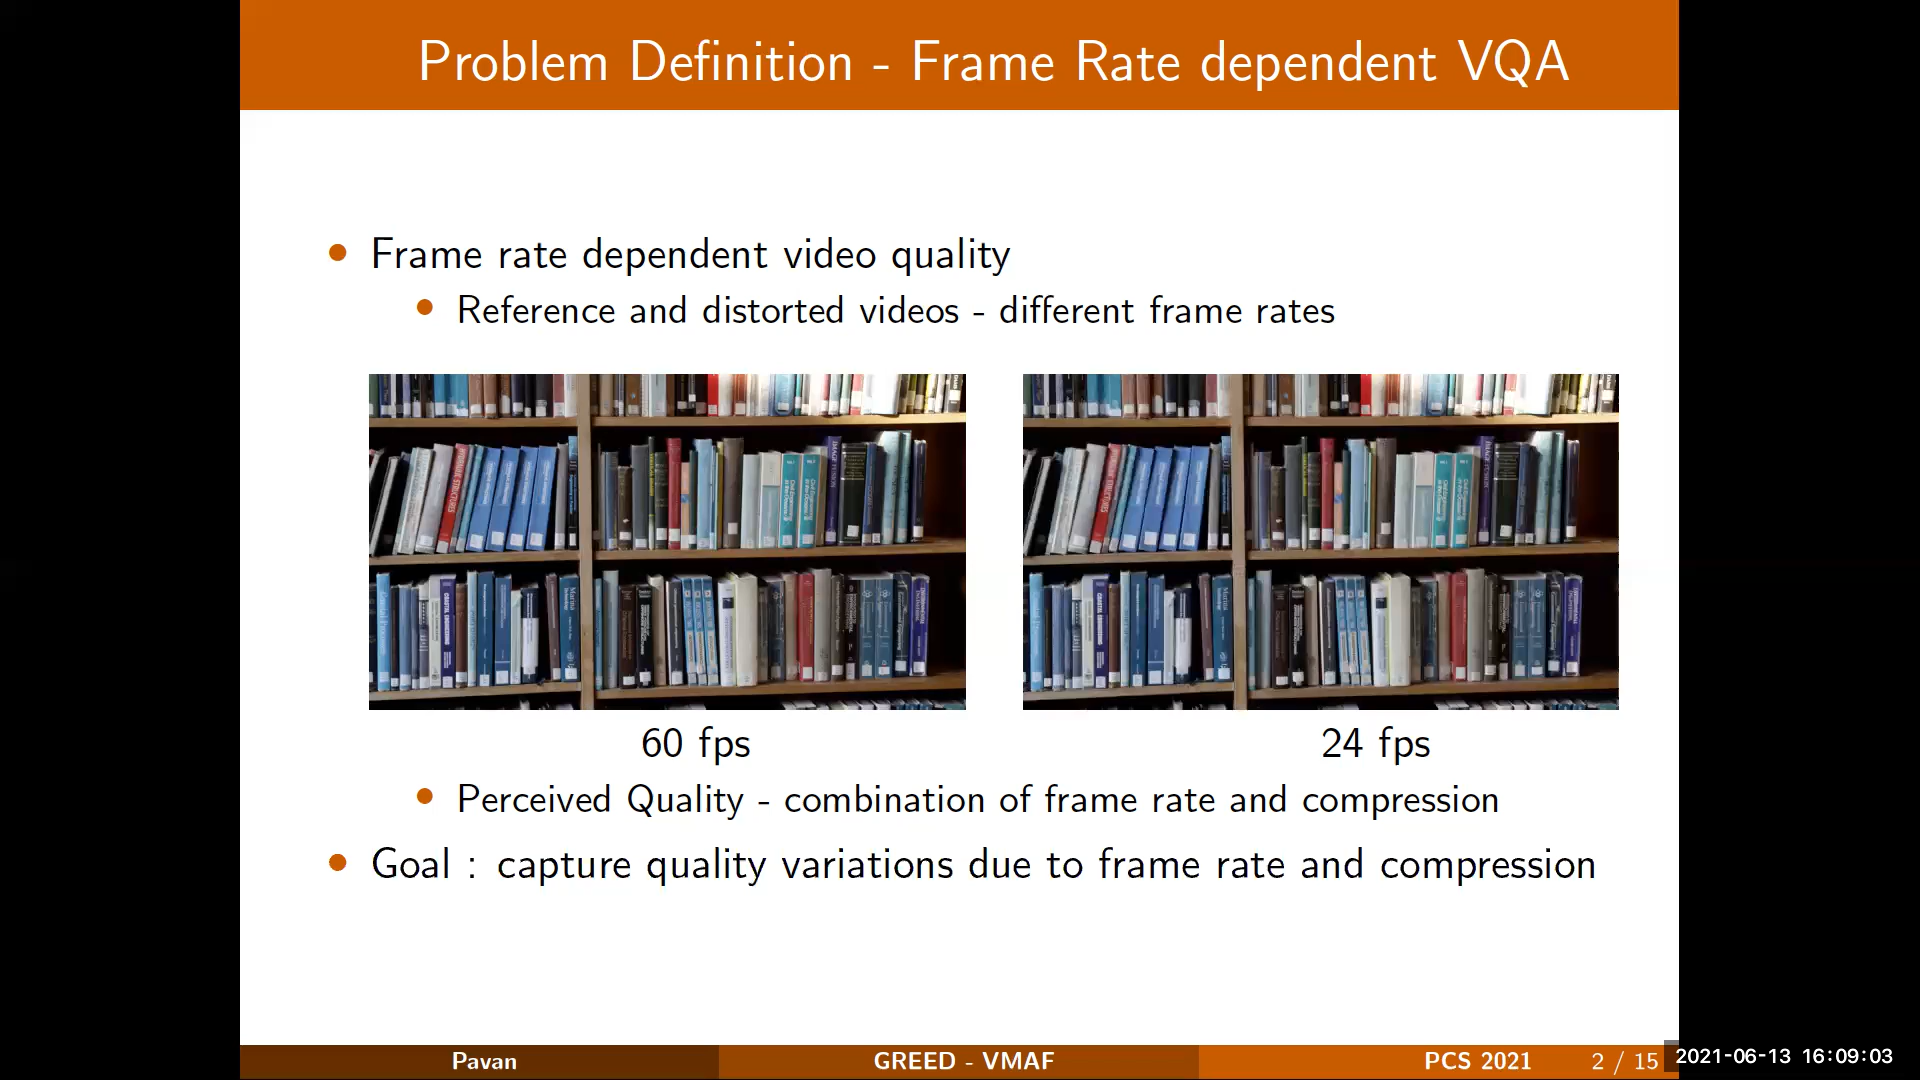 Problem Definition - Frame Rate dependent VQA
Frame rate dependent video quality
Reference and distorted videos - different frame rates
60 fps
24 fps
Perceived Quality - combination of frame rate and compression
Goal : capture quality variations due to frame rate and compression
Pavan
GREED - VMAF
PCS 2021
2 / 15
2021-06-13 16:09:03